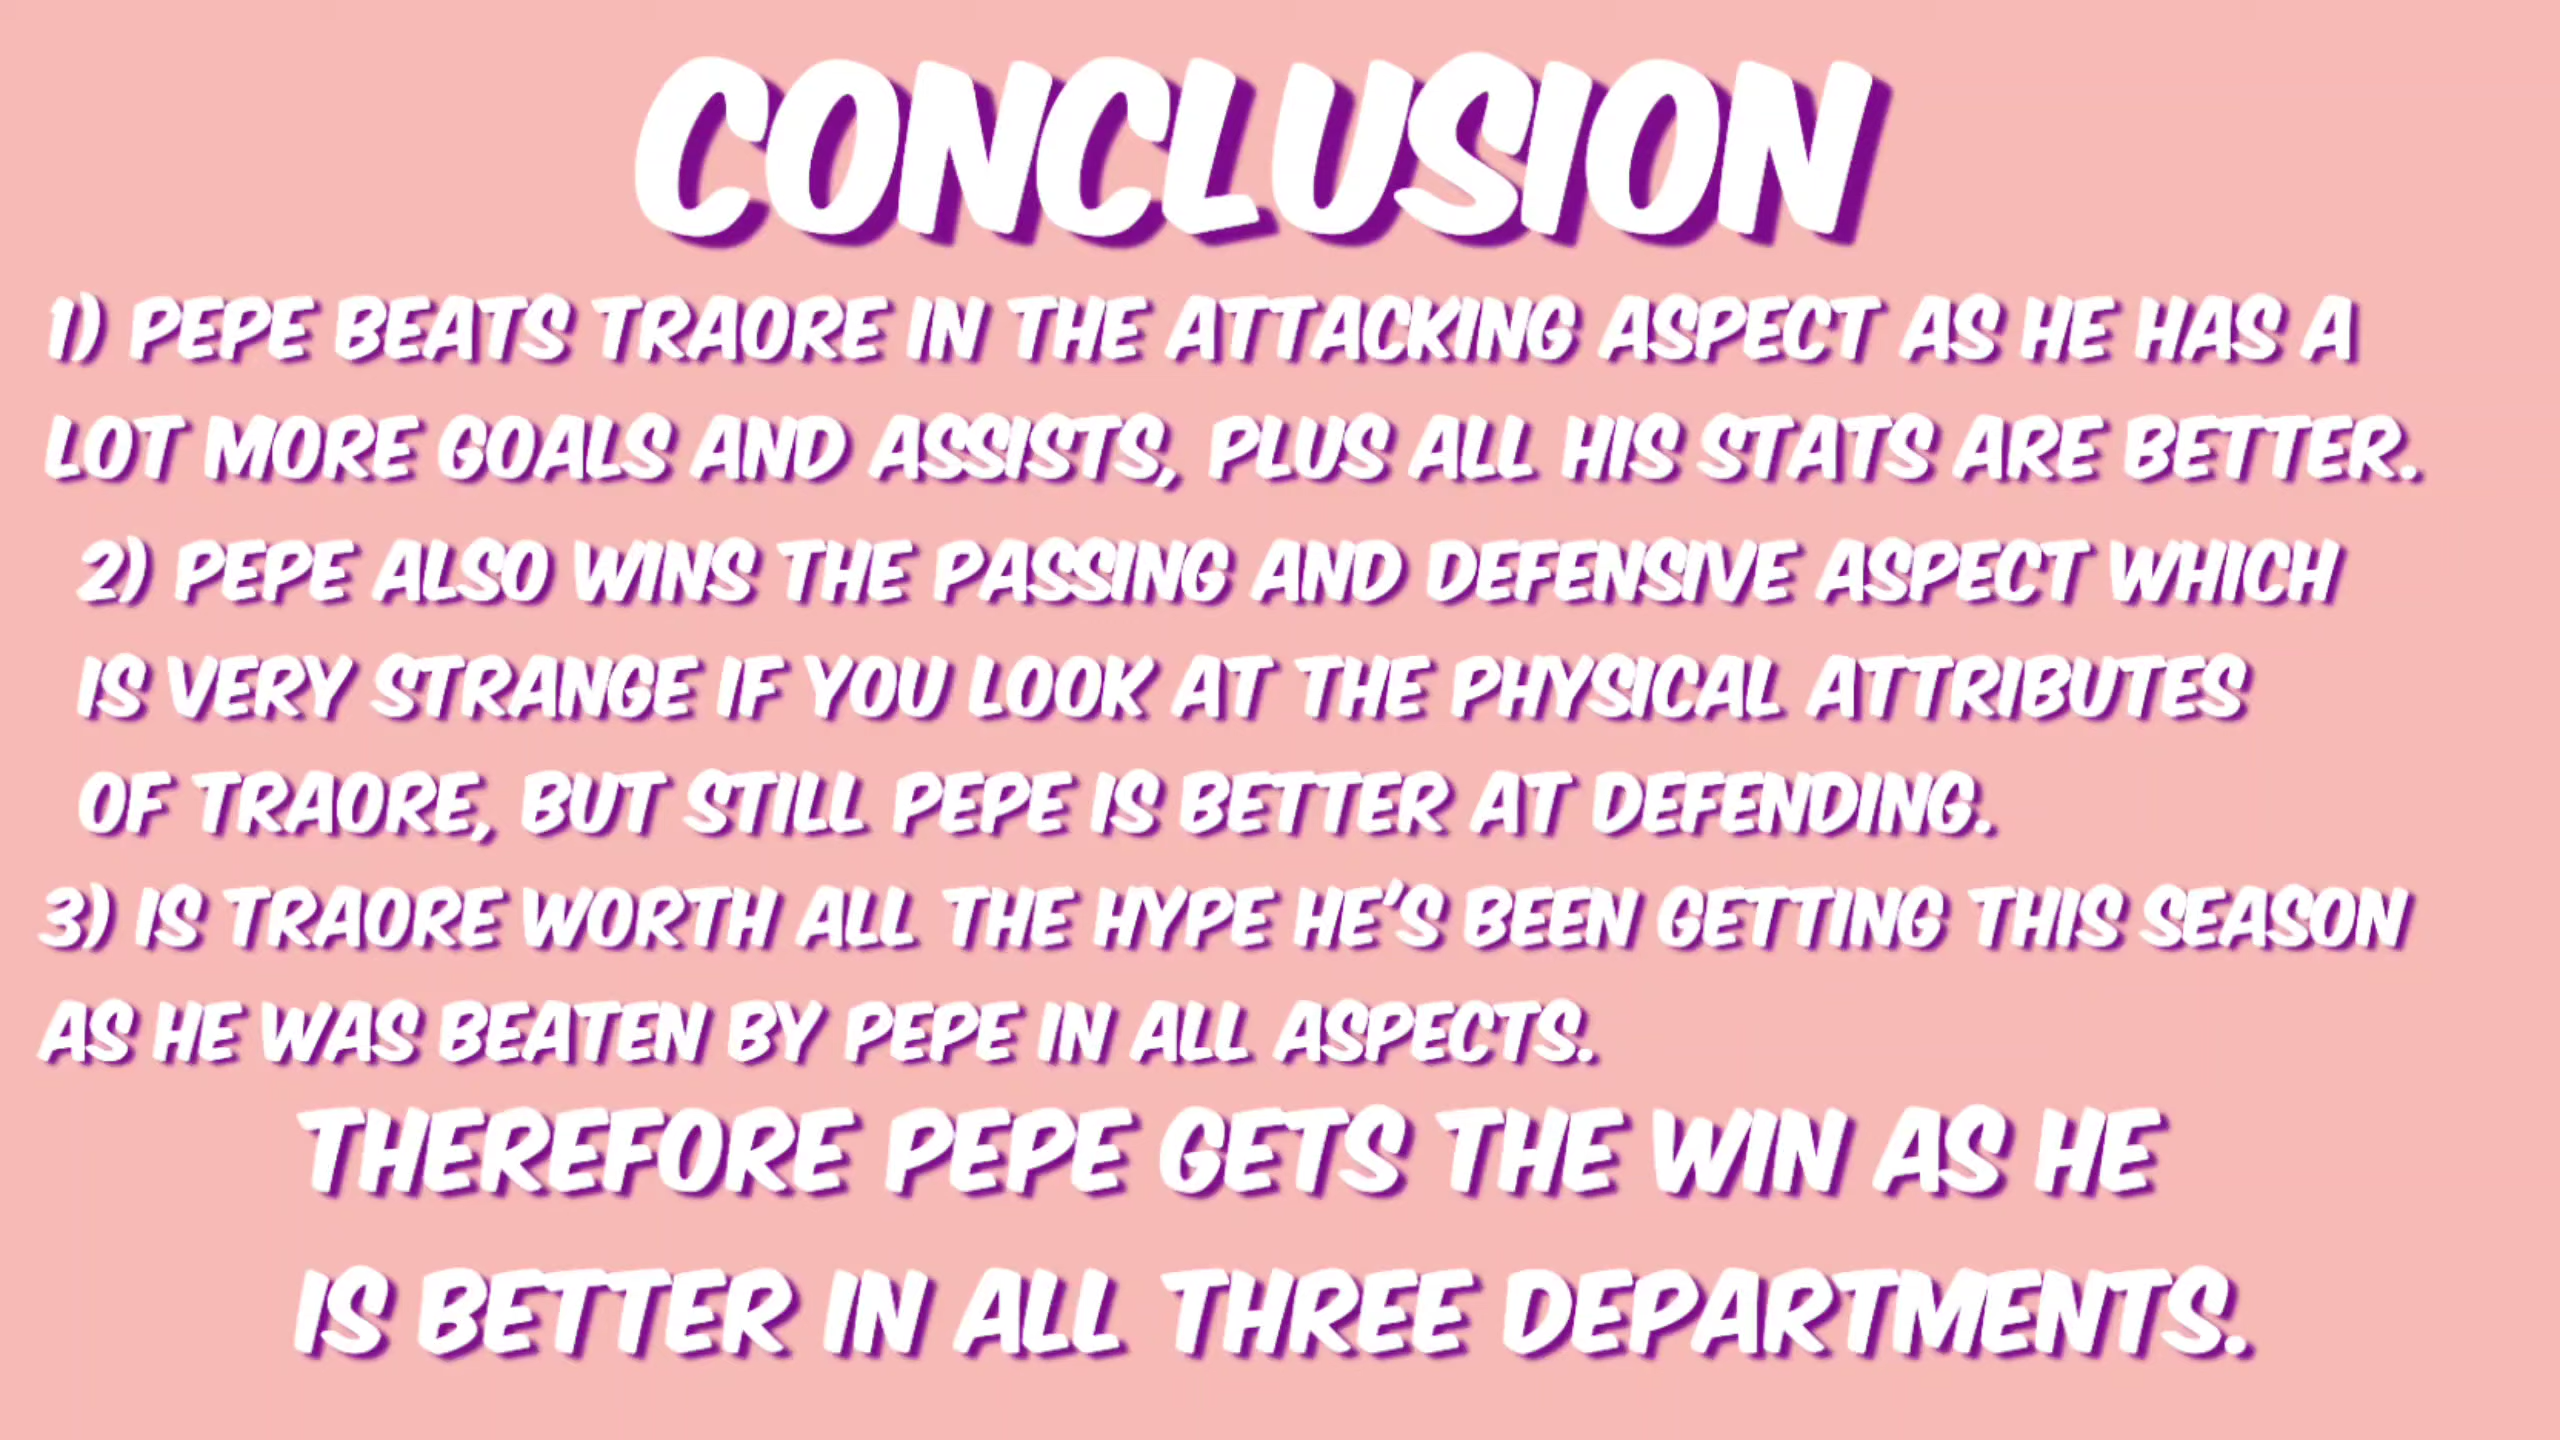 CONCLUSION
1) PEPE BEATS TRAORE IN THE ATTACKING ASPECT AS HE HAS A
LOT MORE GOALS AND ASSISTS, PLUS ALL HIS STATS ARE BETTER.
2) PEPE ALSO WINS THE PASSING AND DEFENSIVE ASPECT WHICH
IS VERY STRANGE IF YOU LOOK AT THE PHYSICAL ATTRIBUTES
OF TRAORE, BUT STILL PEPE IS BETTER AT DEFENDING.
3) IS TRAORE WORTH ALL THE HYPE HE'S BEEN GETTING THIS SEASON
AS HE WAS BEATEN BY PEPE IN ALL ASPECTS.
THEREFORE PEPE GETS THE WIN AS HE
IS BETTER IN ALL THREE DEPARTMENTS.